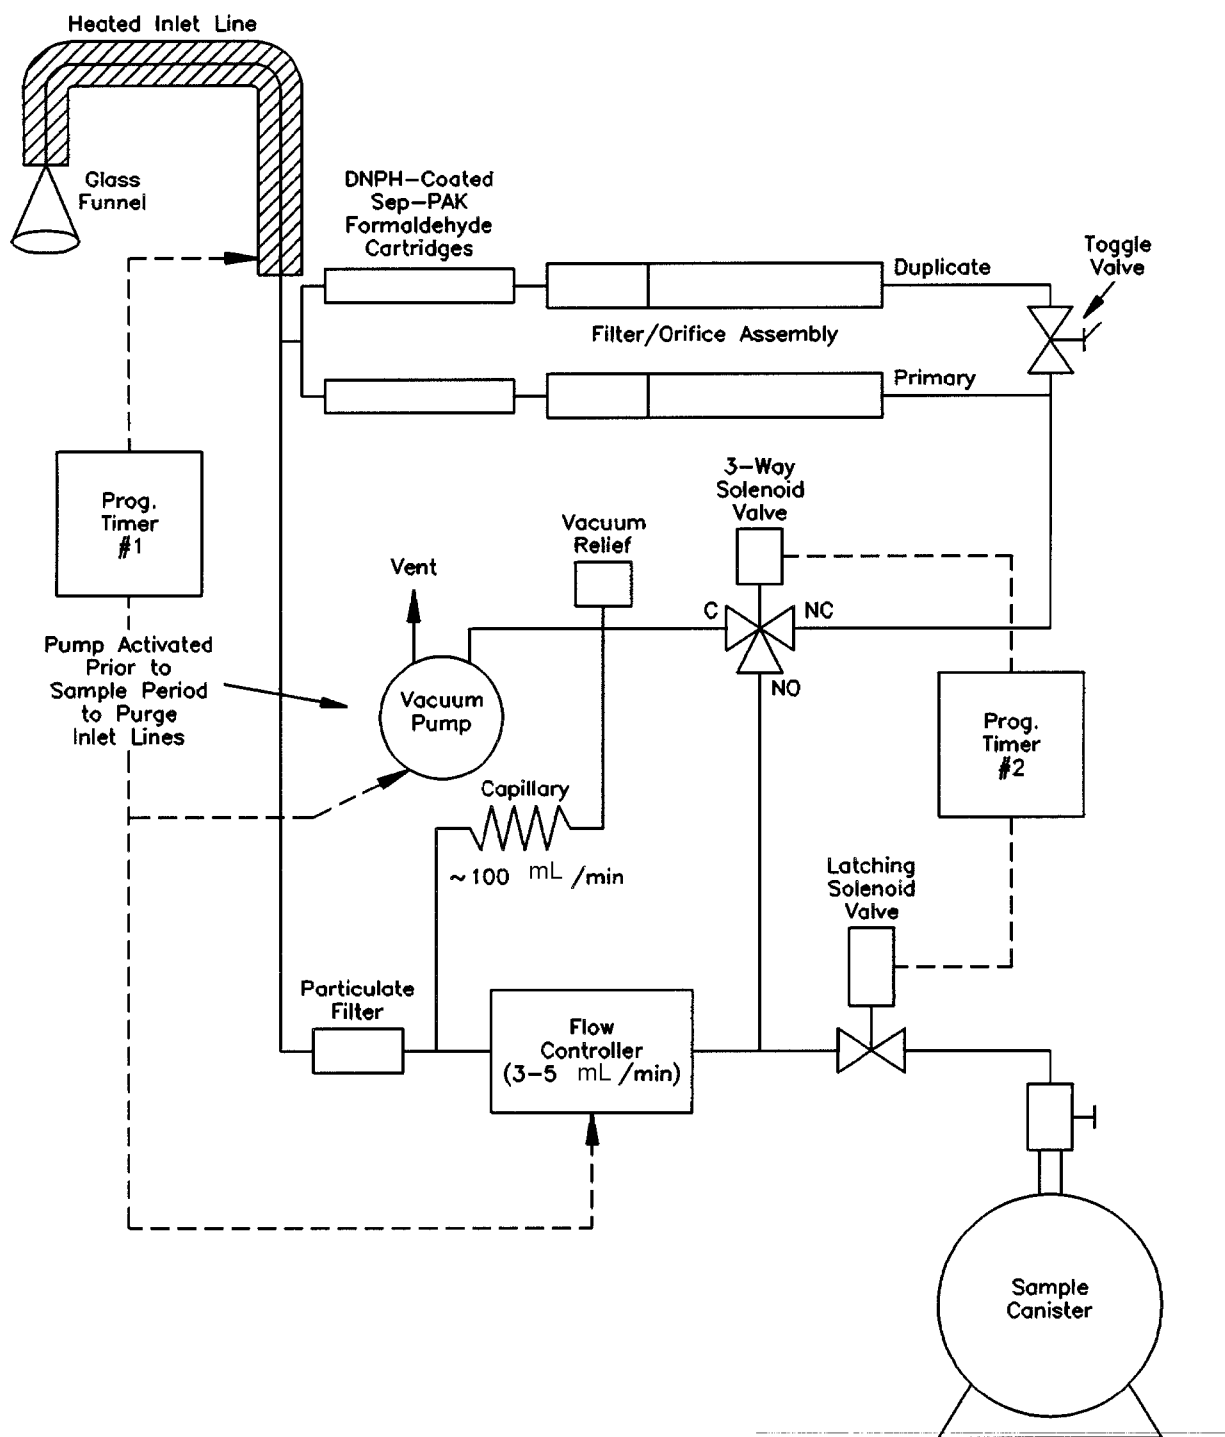 Heated Inlet Line
Glass
Funnel
DNPH-Coated
Sep-PAK
Formaldehyde
Cartridges
Toggle
Valve
Duplicate
Filter/Orifice Assembly
Primary
3-Way
Solenoid
Valve
Prog.
Timer
#1
Vacuum
Relief
Vent
C
NC
NO
Pump Activated
Prior to
Sample Period
to Purge
Inlet Lines
Vacuum
Pump
Prog.
Timer
#2
Capillary
~100 mL /min
Latching
Solenoid
Valve
Particulate
Filter
Flow
Controller
(3-5 mL /min)
Sample
Canister